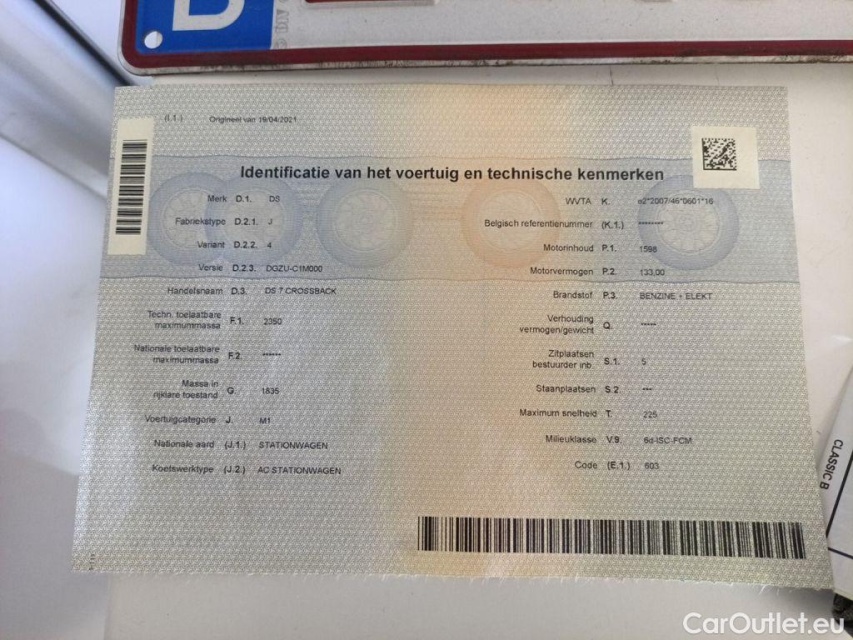 D
(I.1.) Origineel van 19/04/2021
Identificatie van het voertuig en technische kenmerken
Merk D.1. DS
Fabriekstype D.2.1. J
Variant D.2.2. 4
Versie D.2.3. DGZU-C1M000
Handelsnaam D.3. DS 7 CROSSBACK
Techn. toelaatbare
maximummassa F.1. 2350
Nationale toelaatbare
maximummassa F.2. ------
Massa in
rijklare toestand G. 1835
Voertuigcategorie J. M1
Nationale aard (J.1.) STATIONWAGEN
Koetswerktype (J.2.) AC STATIONWAGEN
WVTA K. e2*2007/46*0601*16
Belgisch referentienummer (K.1.) -------
Motorinhoud P.1. 1598
Motorvermogen P.2. 133.00
Brandstof P.3. BENZINE + ELEKT
Verhouding
vermogen/gewicht Q. -----
Zitplaatsen
bestuurder inb. S.1. 5
Staanplaatsen S.2. ---
Maximum snelheid T. 225
Milieuklasse V.9. 6d-ISC-FCM
Code (E.1.) 603
CLASSIC B
CarOutlet.eu